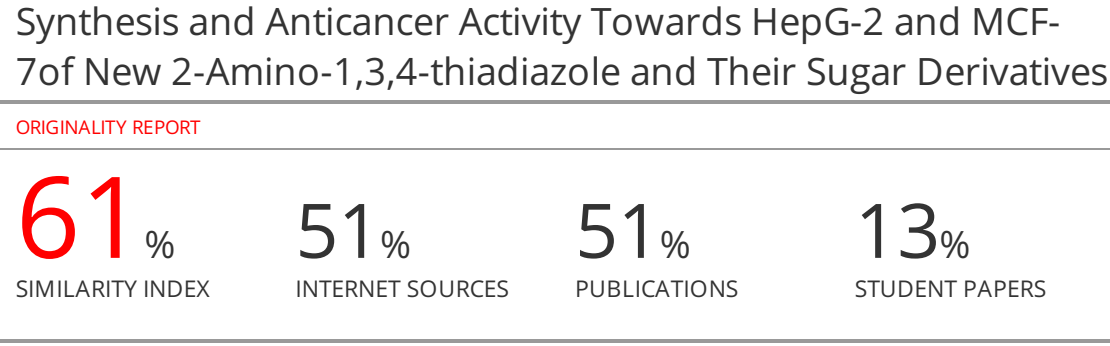 Synthesis and Anticancer Activity Towards HepG-2 and MCF-
7of New 2-Amino-1,3,4-thiadiazole and Their Sugar Derivatives
ORIGINALITY REPORT
61% 51% 51% 13%
SIMILARITY INDEX INTERNET SOURCES PUBLICATIONS STUDENT PAPERS